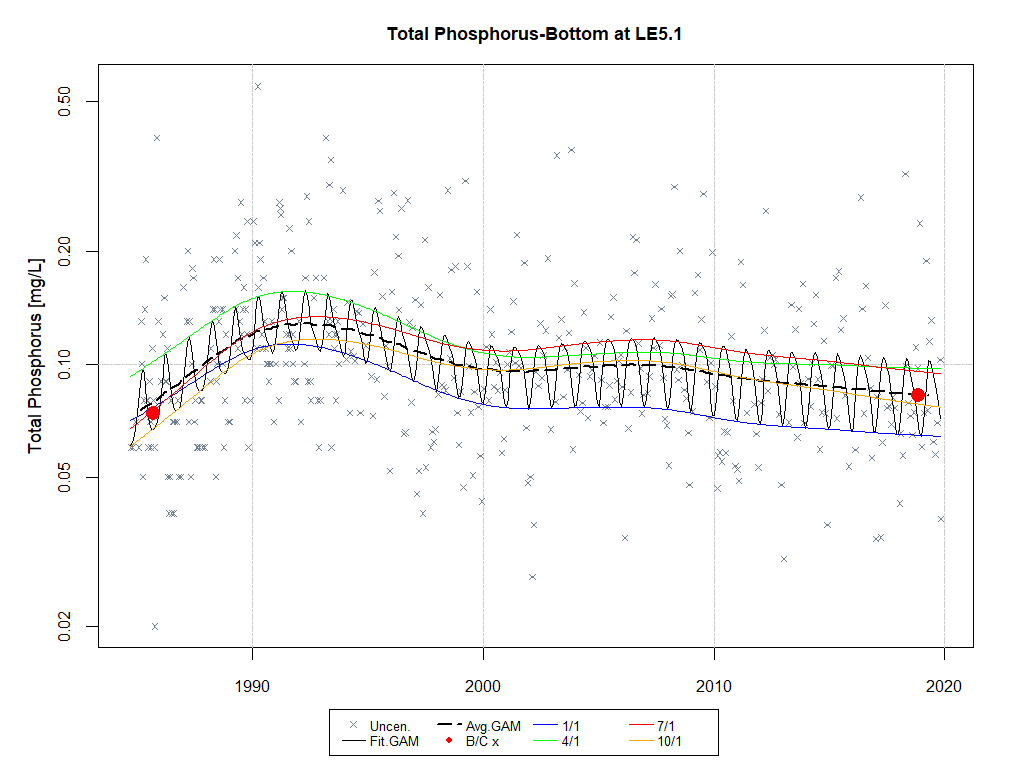 Total Phosphorus-Bottom at LE5.1
Total Phosphorus [mg/L]
0.50
0.20
0.10
0.05
0.02
1990 2000 2010 2020
Uncen. Avg.GAM 1/1 7/1
Fit.GAM B/C x 4/1 10/1